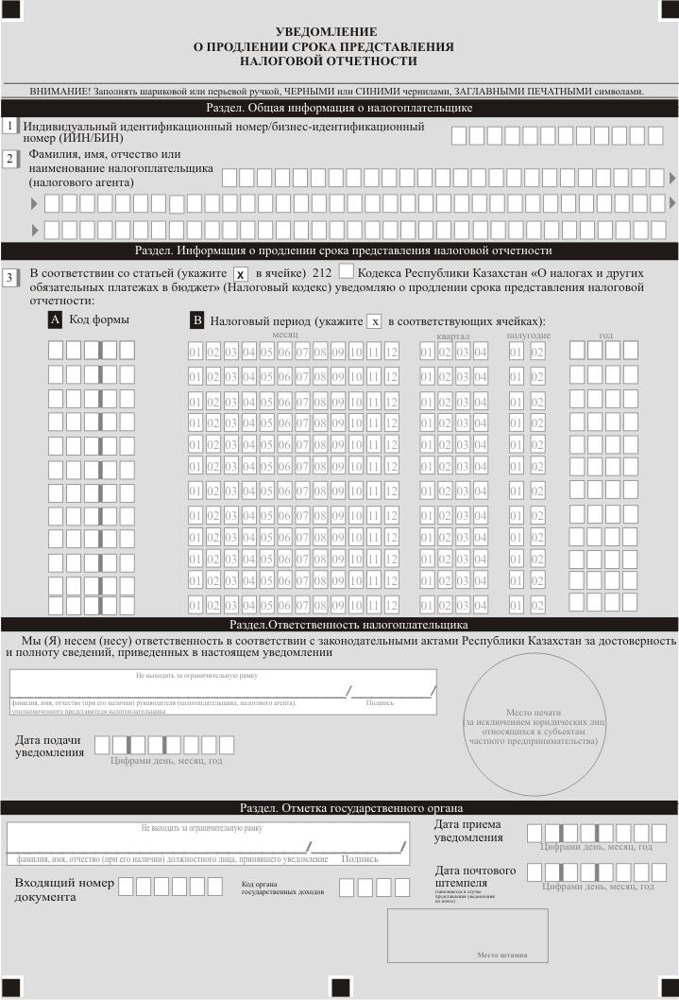 УВЕДОМЛЕНИЕ
О ПРОДЛЕНИИ СРОКА ПРЕДСТАВЛЕНИЯ
НАЛОГОВОЙ ОТЧЕТНОСТИ
ВНИМАНИЕ! Заполнять шариковой или перьевой ручкой, ЧЕРНЫМИ или СИНИМИ чернилами, ЗАГЛАВНЫМИ ПЕЧАТНЫМИ символами.
Раздел. Общая информация о налогоплательщике
1 Индивидуальный идентификационный номер/бизнес-идентификационный
номер (ИИН/БИН)
2 Фамилия, имя, отчество или
наименование налогоплательщика
(налогового агента)
Раздел. Информация о продлении срока представления налоговой отчетности
3 В соответствии со статьей (укажите x в ячейке) 212 Кодекса Республики Казахстан «О налогах и других
обязательных платежах в бюджет» (Налоговый кодекс) уведомляю о продлении срока представления налоговой
отчетности:
A Код формы B Налоговый период (укажите x в соответствующих ячейках):
месяц квартал полугодие год
01 02 03 04 05 06 07 08 09 10 11 12 01 02 03 04 01 02
01 02 03 04 05 06 07 08 09 10 11 12 01 02 03 04 01 02
01 02 03 04 05 06 07 08 09 10 11 12 01 02 03 04 01 02
01 02 03 04 05 06 07 08 09 10 11 12 01 02 03 04 01 02
01 02 03 04 05 06 07 08 09 10 11 12 01 02 03 04 01 02
01 02 03 04 05 06 07 08 09 10 11 12 01 02 03 04 01 02
01 02 03 04 05 06 07 08 09 10 11 12 01 02 03 04 01 02
01 02 03 04 05 06 07 08 09 10 11 12 01 02 03 04 01 02
01 02 03 04 05 06 07 08 09 10 11 12 01 02 03 04 01 02
01 02 03 04 05 06 07 08 09 10 11 12 01 02 03 04 01 02
01 02 03 04 05 06 07 08 09 10 11 12 01 02 03 04 01 02
01 02 03 04 05 06 07 08 09 10 11 12 01 02 03 04 01 02
Раздел.Ответственность налогоплательщика
Мы (Я) несем (несу) ответственность в соответствии с законодательными актами Республики Казахстан за достоверность
и полноту сведений, приведенных в настоящем уведомлении
Не выходить за ограничительную рамку
фамилия, имя, отчество (при его наличии) руководителя (налогоплательщика, налогового агента), Подпись
уполномоченного представителя налогоплательщика
Место печати
(за исключением юридических лиц
относящихся к субъектам
частного предпринимательства)
Дата подачи
уведомления
Цифрами день, месяц, год
Раздел. Отметка государственного органа
Не выходить за ограничительную рамку
фамилия, имя, отчество (при его наличии) должностного лица, принявшего уведомление Подпись
Дата приема
уведомления
Цифрами день, месяц, год
Входящий номер
документа
Код органа
государственных доходов
Дата почтового
штемпеля
(заполняется в случае
представления уведомления
по почте)
Цифрами день, месяц, год
Место штампа